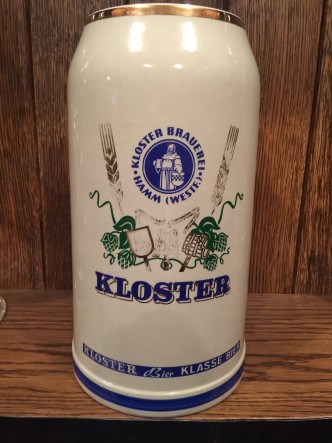 KLOSTER BRAUEREI
HAMM (WESTF.)
KLOSTER
KLOSTER Bier KLASSE BIER